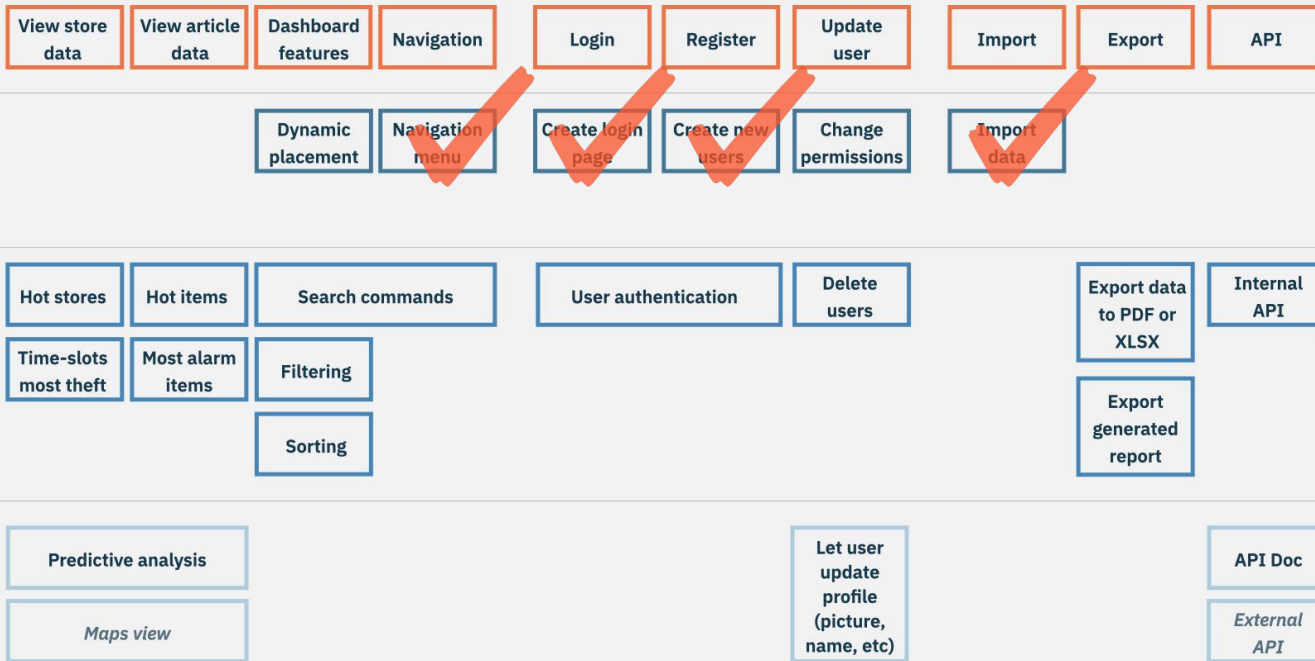 View store
data
View article
data
Dashboard
features
Navigation
Login
Register
Update
user
Import
Export
API
Dynamic
placement
Navigation
menu
Create login
page
Create new
users
Change
permissions
Import
data
Hot stores
Hot items
Search commands
User authentication
Delete
users
Export data
to PDF or
XLSX
Internal
API
Time-slots
most theft
Most alarm
items
Filtering
Export
generated
report
Sorting
Predictive analysis
Let user
update
profile
(picture,
name, etc)
API Doc
Maps view
External
API